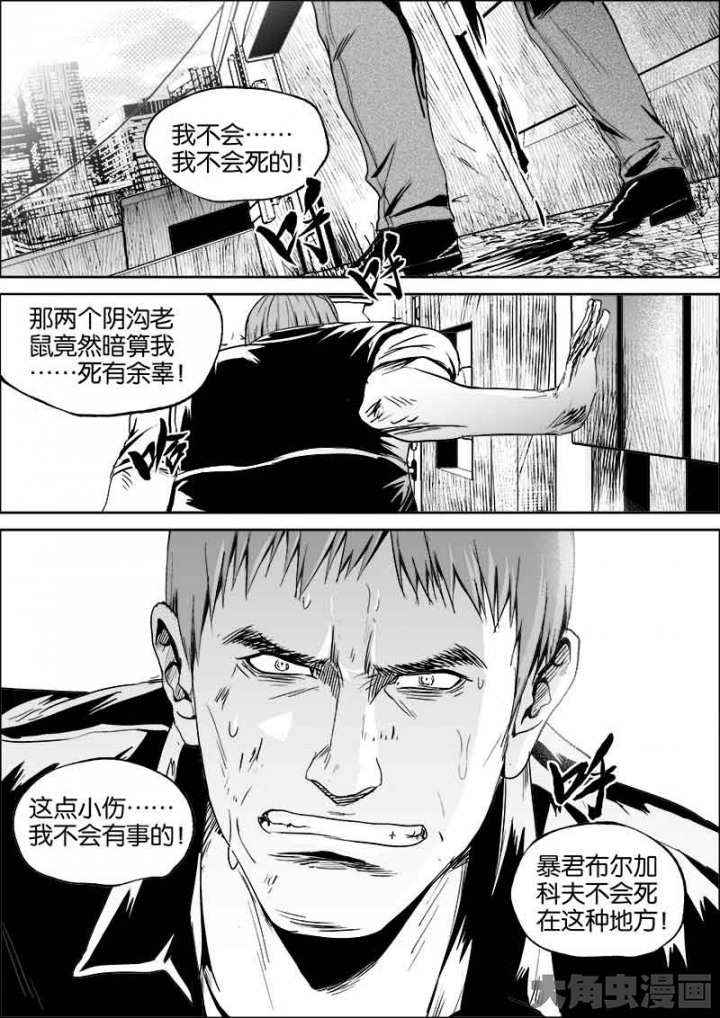 我不会……
我不会死的！
呼
呼
那两个阴沟老
鼠竟然暗算我
……死有余辜！
呼
这点小伤……
我不会有事的！
呼
暴君布尔加
科夫不会死
在这种地方！
大角虫漫画